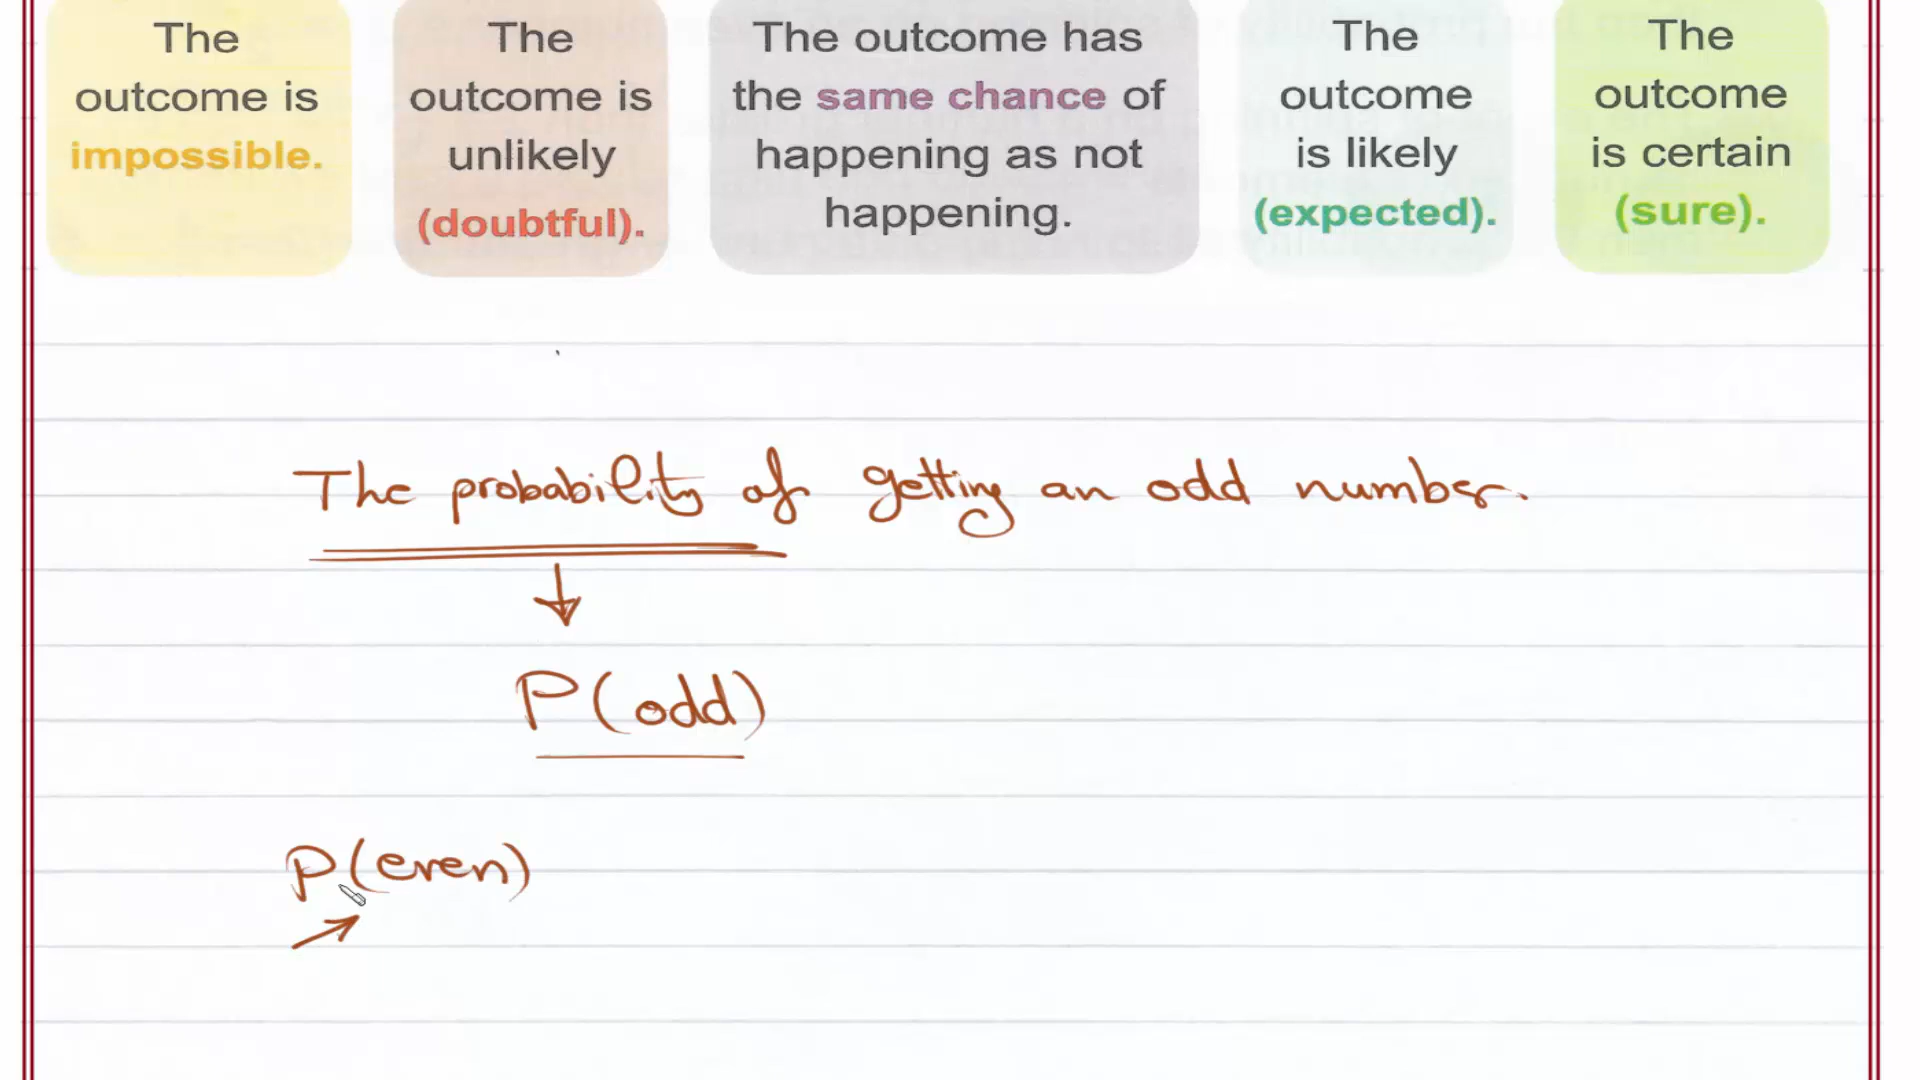 The
outcome is
impossible.
The
outcome is
unlikely
(doubtful).
The outcome has
the same chance of
happening as not
happening.
The
outcome
is likely
(expected).
The
outcome
is certain
(sure).
The probability of getting an odd number.
P(odd)
P(even)